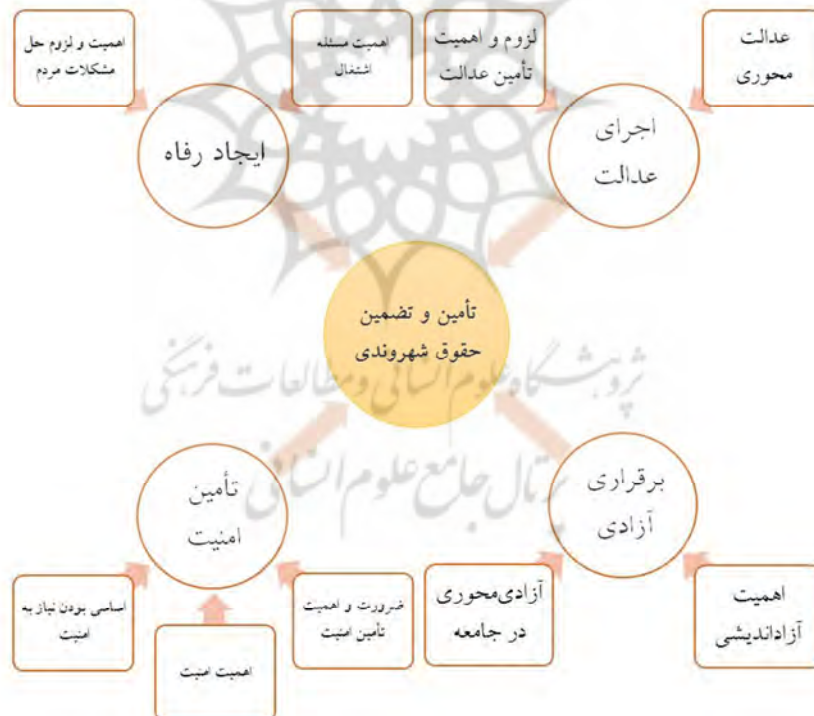 عدالت
محوری
لزوم و اهمیت
تأمین عدالت
اهمیت مسئله
اشتغال
اهمیت و لزوم حل
مشکلات مردم
اجرای
عدالت
ایجاد رفاه
تأمین و تضمین
حقوق شهروندی
پژوهشگاه علوم انسانی و مطالعات فرهنگی
پرتال جامع علوم انسانی
برقراری
آزادی
تأمین
امنیت
اهمیت
آزاداندیشی
آزادی‌محوری
در جامعه
ضرورت و اهمیت
تأمین امنیت
اهمیت امنیت
اساسی بودن نیاز به
امنیت